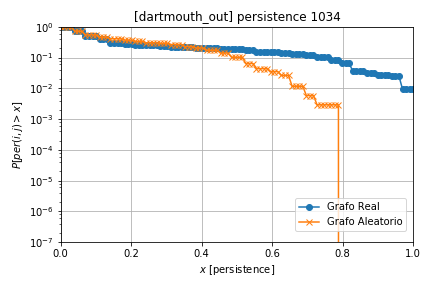 [dartmouth_out] persistence 1034
P[per(i,j) > x]
10⁰
10⁻¹
10⁻²
10⁻³
10⁻⁴
10⁻⁵
10⁻⁶
10⁻⁷
Grafo Real
Grafo Aleatorio
0.0 0.2 0.4 0.6 0.8 1.0
x [persistence]